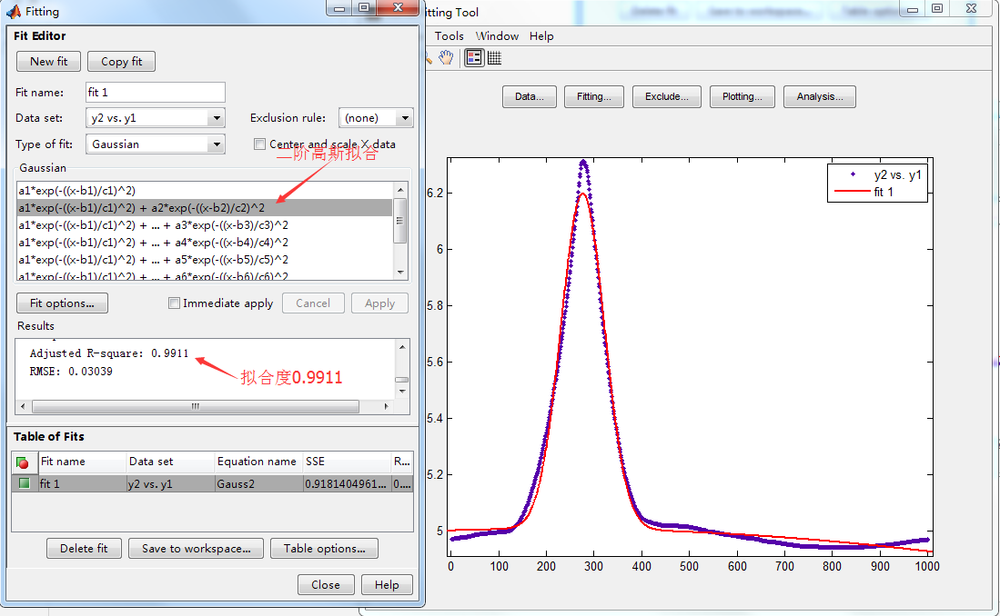 Fitting
Fit Editor
New fit
Copy fit
Fit name:
fit 1
Data set:
y2 vs. y1
Exclusion rule:
(none)
Type of fit:
Gaussian
Center and scale X data
二阶高斯拟合
Gaussian
a1*exp(-((x-b1)/c1)^2)
a1*exp(-((x-b1)/c1)^2) + a2*exp(-((x-b2)/c2)^2
a1*exp(-((x-b1)/c1)^2) + ... + a3*exp(-((x-b3)/c3)^2
a1*exp(-((x-b1)/c1)^2) + ... + a4*exp(-((x-b4)/c4)^2
a1*exp(-((x-b1)/c1)^2) + ... + a5*exp(-((x-b5)/c5)^2
a1*exp(-((x-b1)/c1)^2) + ... + a6*exp(-((x-b6)/c6)^2
Fit options...
Immediate apply
Cancel
Apply
Results
Adjusted R-square: 0.9911
RMSE: 0.03039
拟合度0.9911
Table of Fits
Fit name Data set Equation name SSE R...
fit 1 y2 vs. y1 Gauss2 0.9181404961... 0....
Delete fit
Save to workspace...
Table options...
Close
Help
itting Tool
Tools Window Help
Data...
Fitting...
Exclude...
Plotting...
Analysis...
y2 vs. y1
fit 1
6.2
6
5.8
5.6
5.4
5.2
5
0 100 200 300 400 500 600 700 800 900 1000